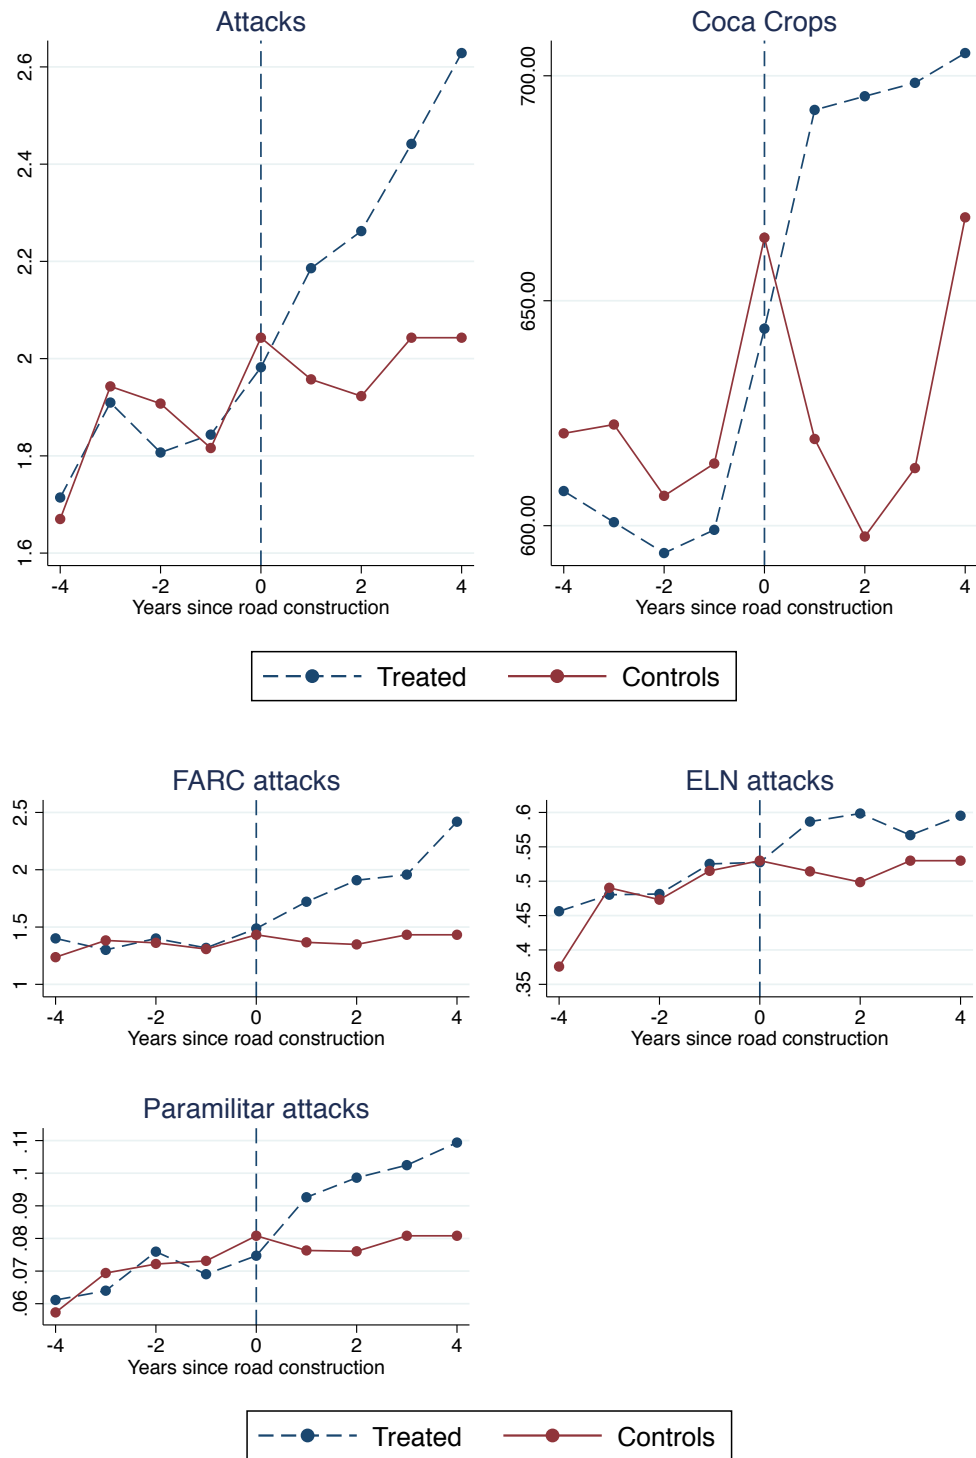 Attacks
2.6
2.4
2.2
2
1.8
1.6
-4 -2 0 2 4
Years since road construction
Coca Crops
700.00
650.00
600.00
-4 -2 0 2 4
Years since road construction
Treated Controls
FARC attacks
2.5
2
1.5
1
-4 -2 0 2 4
Years since road construction
ELN attacks
.6
.55
.5
.45
.4
.35
-4 -2 0 2 4
Years since road construction
Paramilitar attacks
.11
.1
.09
.08
.07
.06
-4 -2 0 2 4
Years since road construction
Treated Controls